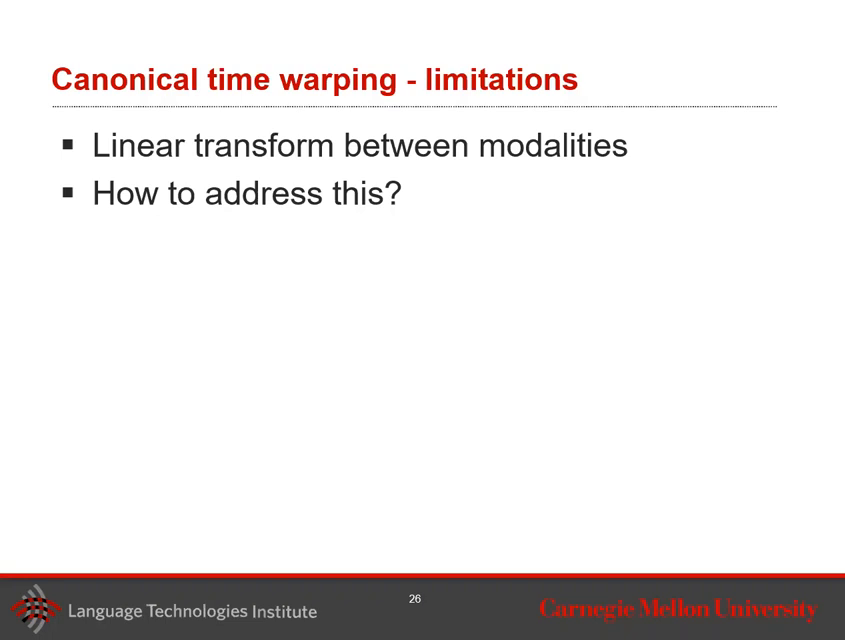 Canonical time warping - limitations
▪ Linear transform between modalities
▪ How to address this?
26
Language Technologies Institute
Carnegie Mellon University